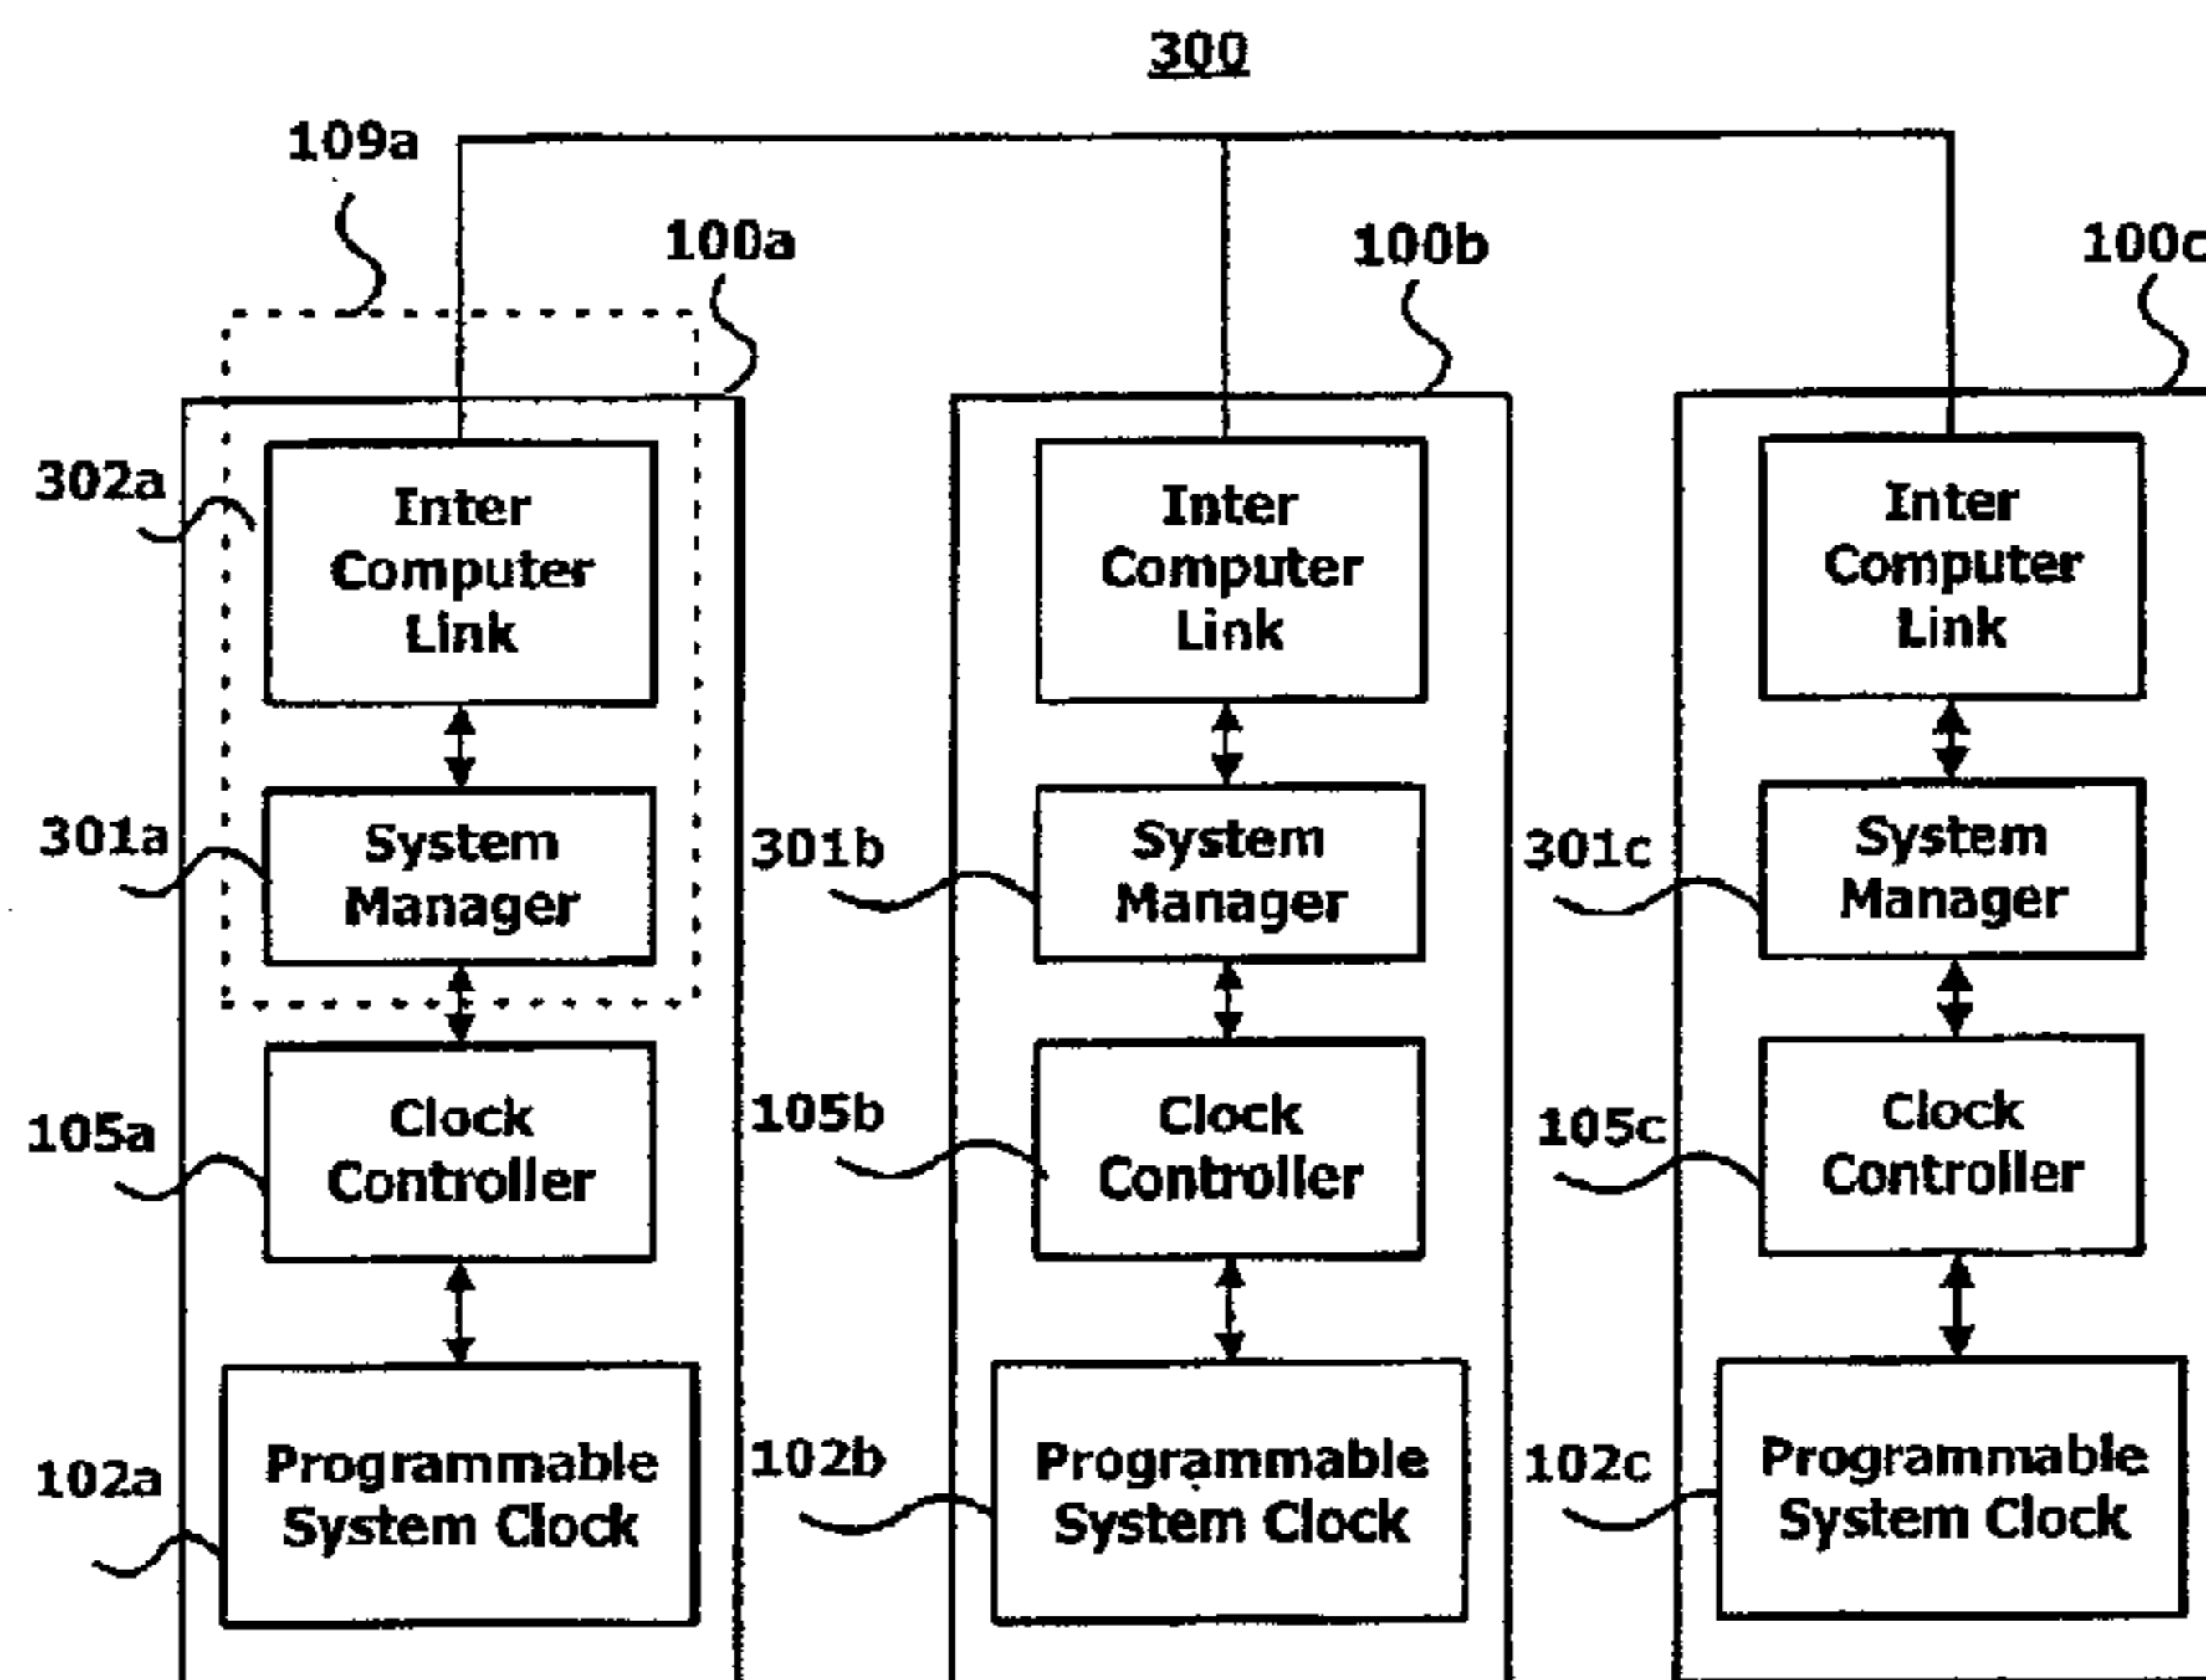 300
109a
100a
100b
100c
302a
Inter
Computer
Link
Inter
Computer
Link
Inter
Computer
Link
301a
System
Manager
301b
System
Manager
301c
System
Manager
105a
Clock
Controller
105b
Clock
Controller
105c
Clock
Controller
102a
Programmable
System Clock
102b
Programmable
System Clock
102c
Programmable
System Clock